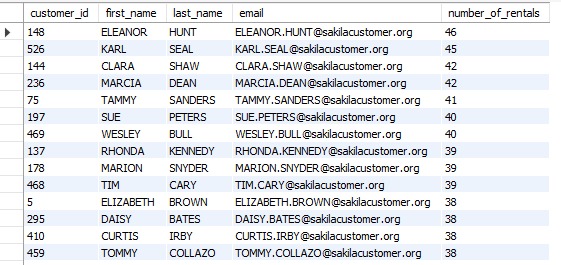 customer_id first_name last_name email number_of_rentals
148 ELEANOR HUNT ELEANOR.HUNT@sakilacustomer.org 46
526 KARL SEAL KARL.SEAL@sakilacustomer.org 45
144 CLARA SHAW CLARA.SHAW@sakilacustomer.org 42
236 MARCIA DEAN MARCIA.DEAN@sakilacustomer.org 42
75 TAMMY SANDERS TAMMY.SANDERS@sakilacustomer.org 41
197 SUE PETERS SUE.PETERS@sakilacustomer.org 40
469 WESLEY BULL WESLEY.BULL@sakilacustomer.org 40
137 RHONDA KENNEDY RHONDA.KENNEDY@sakilacustomer.org 39
178 MARION SNYDER MARION.SNYDER@sakilacustomer.org 39
468 TIM CARY TIM.CARY@sakilacustomer.org 39
5 ELIZABETH BROWN ELIZABETH.BROWN@sakilacustomer.org 38
295 DAISY BATES DAISY.BATES@sakilacustomer.org 38
410 CURTIS IRBY CURTIS.IRBY@sakilacustomer.org 38
459 TOMMY COLLAZO TOMMY.COLLAZO@sakilacustomer.org 38